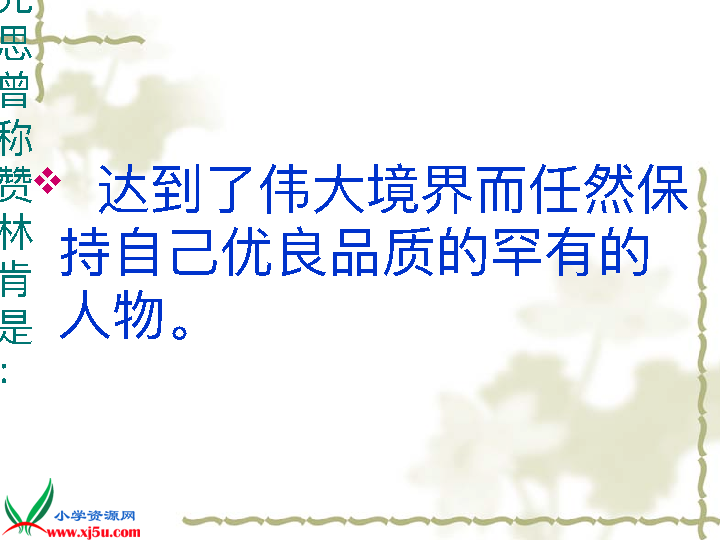 思曾称赞林肯是：
❖ 达到了伟大境界而任然保
持自己优良品质的罕有的
人物。
小学资源网
www.xj5u.com